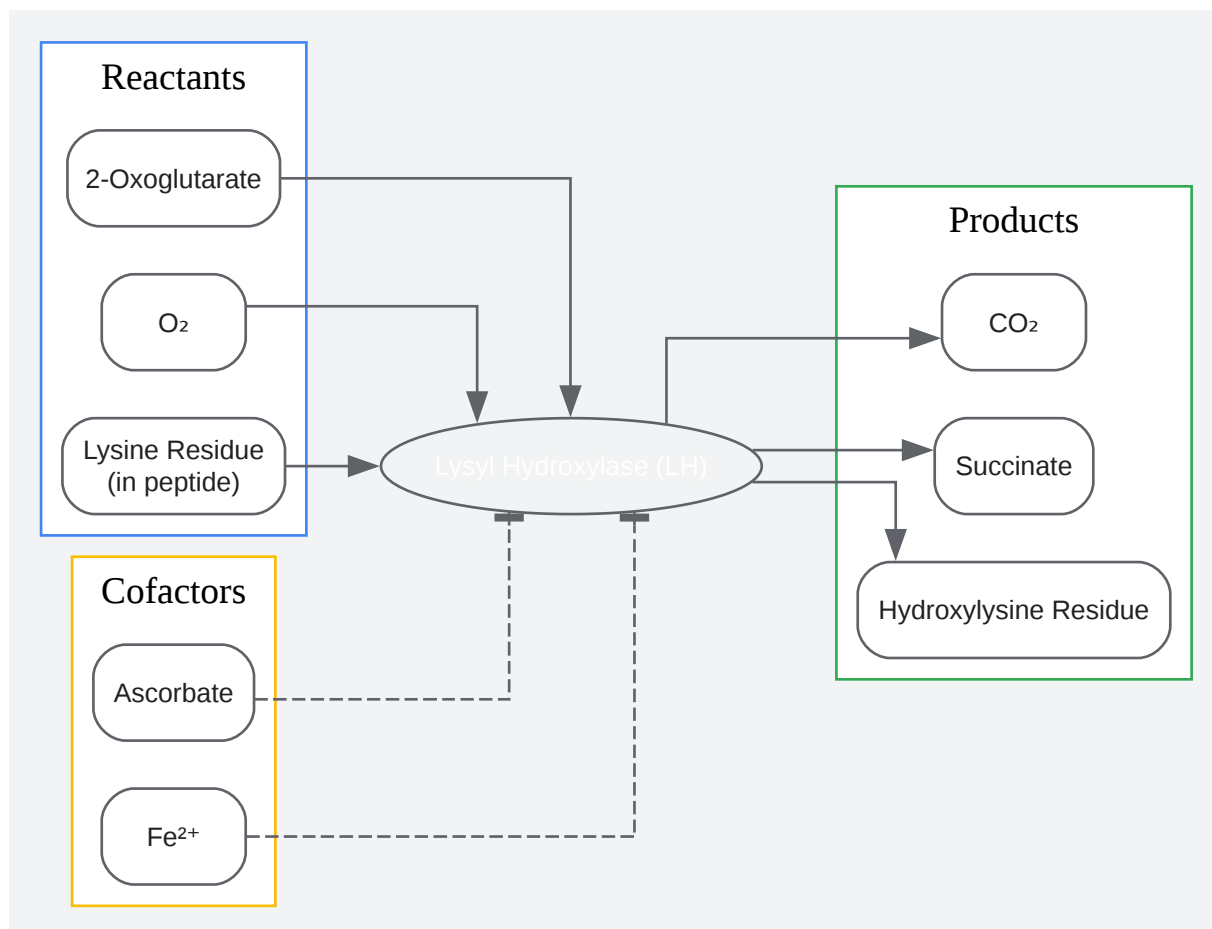 Reactants
2-Oxoglutarate
O₂
Lysine Residue
(in peptide)
Lysyl Hydroxylase (LH)
Products
CO₂
Succinate
Hydroxylysine Residue
Cofactors
Ascorbate
Fe²⁺